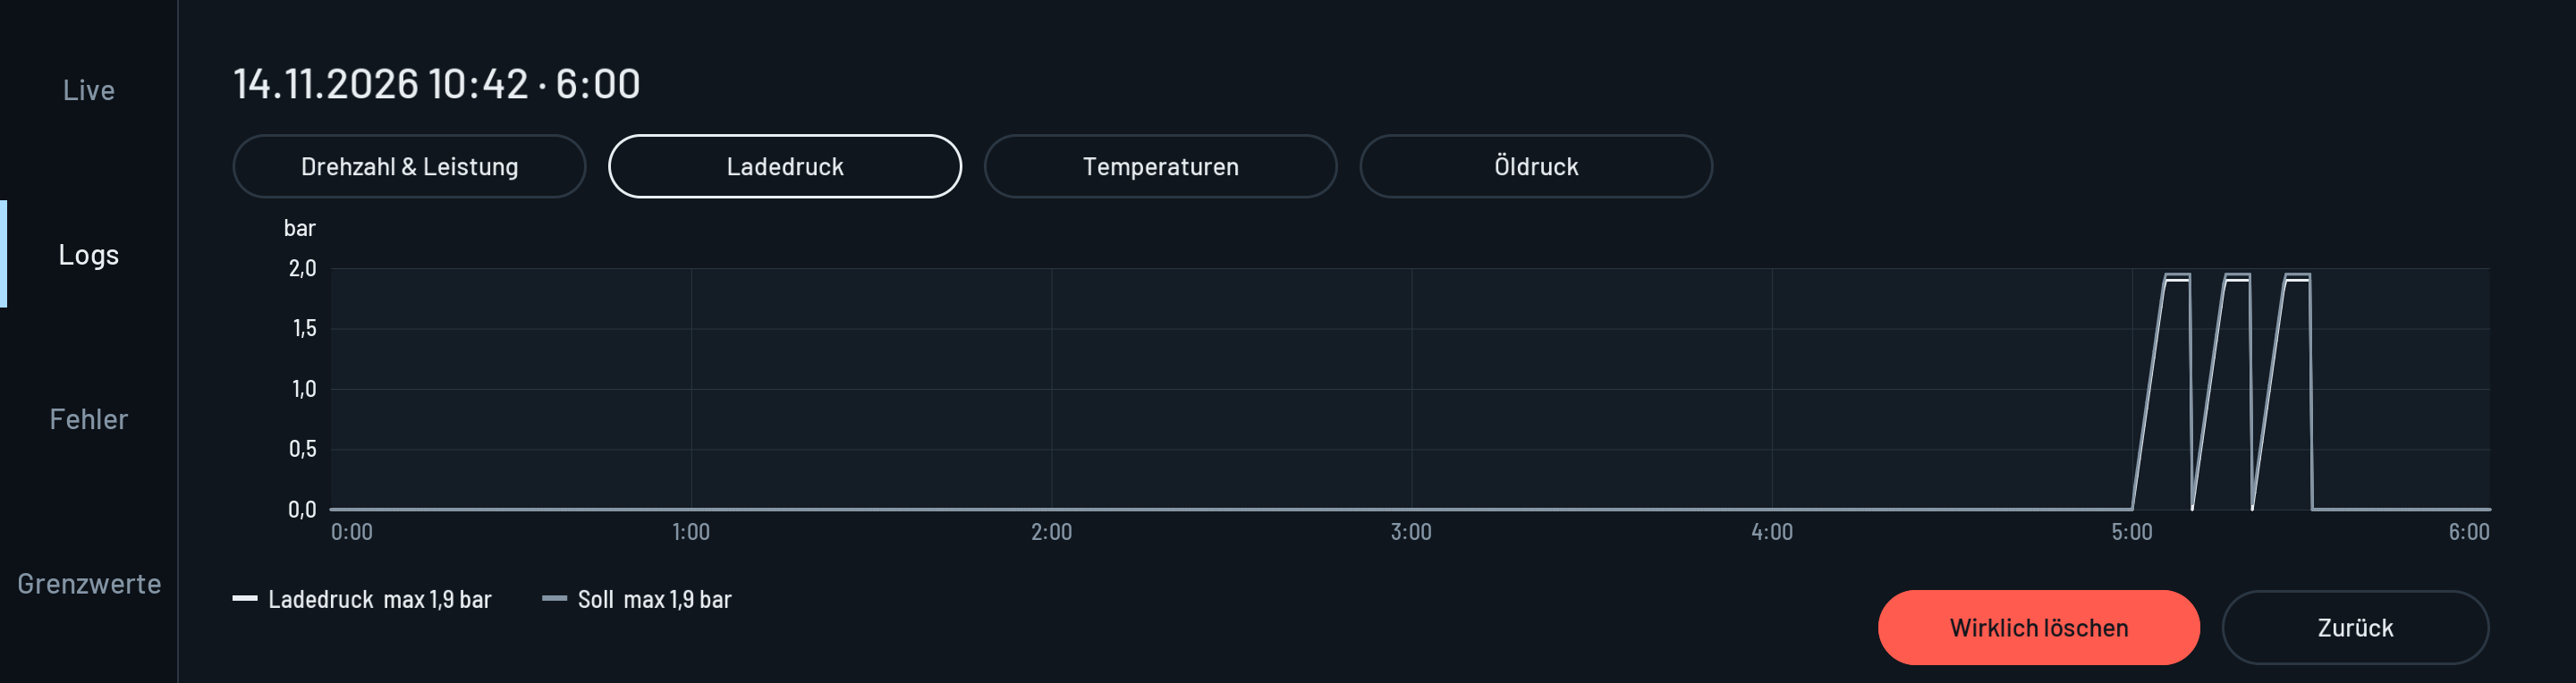 Live
Logs
Fehler
Grenzwerte
14.11.2026 10:42 · 6:00
Drehzahl & Leistung
Ladedruck
Temperaturen
Öldruck
bar
2,0
1,5
1,0
0,5
0,0
0:00 1:00 2:00 3:00 4:00 5:00 6:00
Ladedruck max 1,9 bar
Soll max 1,9 bar
Wirklich löschen
Zurück